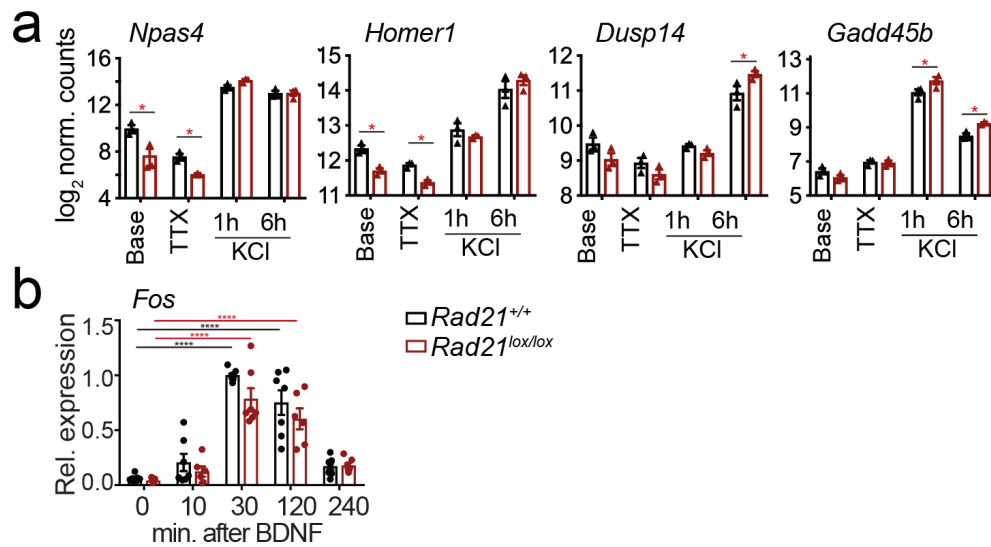 a
Npas4 Homer1 Dusp14 Gadd45b
log2 norm. counts
16 12 8 4
* *
Base TTX 1h 6h KCl
15 14 13 12 11
* *
Base TTX 1h 6h KCl
12 11 10 9 8
*
Base TTX 1h 6h KCl
13 11 9 7 5
* *
Base TTX 1h 6h KCl
b
Fos
Rel. expression
1.5 1.0 0.5 0.0
****
****
****
****
0 10 30 120 240
min. after BDNF
Rad21+/+
Rad21lox/lox